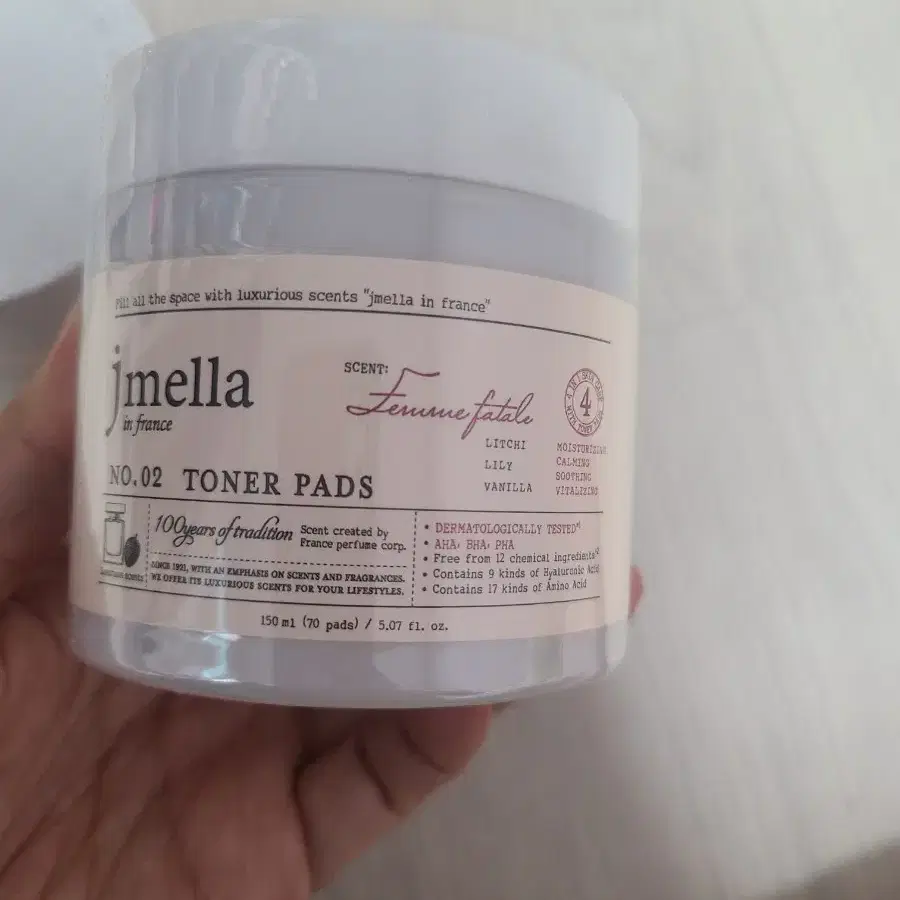 Fill all the space with luxurious scents "jmella in france"
jmella
in france
SCENT:
Femme fatale
LITCHI
LILY
VANILLA
4
MOISTURIZING
CALMING
SOOTHING
VITALIZING
NO.02 TONER PADS
100years of tradition
Scent created by
France perfume corp.
SINCE 1921, WITH AN EMPHASIS ON SCENTS AND FRAGRANCES.
WE OFFER ITS LUXURIOUS SCENTS FOR YOUR LIFESTYLES.
• DERMATOLOGICALLY TESTED
• AHA, BHA, PHA
• Free from 12 chemical ingredients
• Contains 9 kinds of Hyaluronic Acid
• Contains 17 kinds of Amino Acid
150 ml (70 pads) / 5.07 fl. oz.